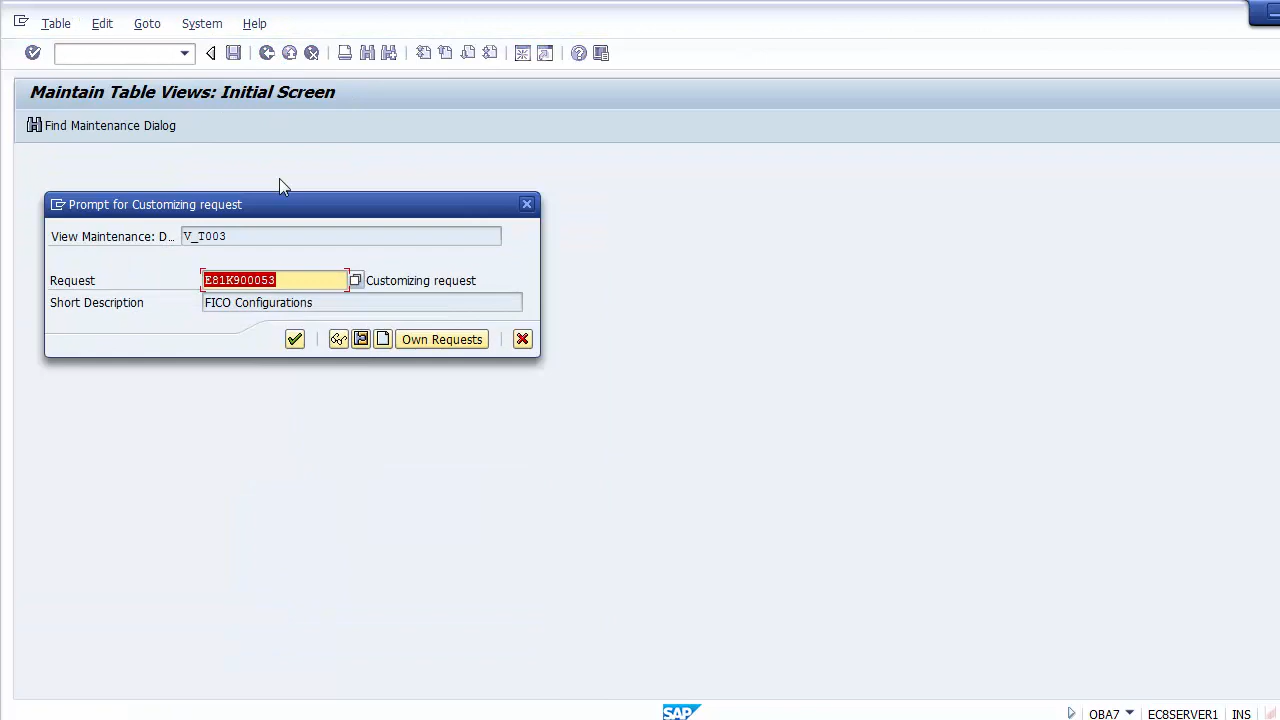 Table Edit Goto System Help
Maintain Table Views: Initial Screen
Find Maintenance Dialog
Prompt for Customizing request
View Maintenance: D... V_T003
Request E81K900053 Customizing request
Short Description FICO Configurations
Own Requests
SAP OBA7 EC8SERVER1 INS